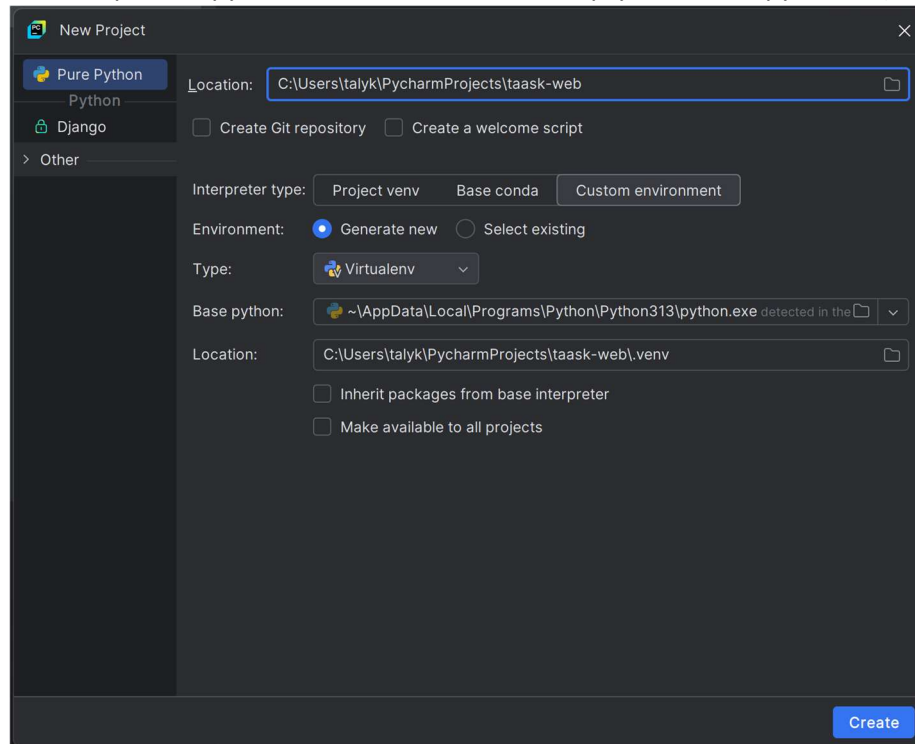 New Project
Pure Python
Python
Django
Other
Location: C:\Users\talyk\PycharmProjects\taask-web
Create Git repository Create a welcome script
Interpreter type: Project venv Base conda Custom environment
Environment: Generate new Select existing
Type: Virtualenv
Base python: ~\AppData\Local\Programs\Python\Python313\python.exe detected in the
Location: C:\Users\talyk\PycharmProjects\taask-web\.venv
Inherit packages from base interpreter
Make available to all projects
Create